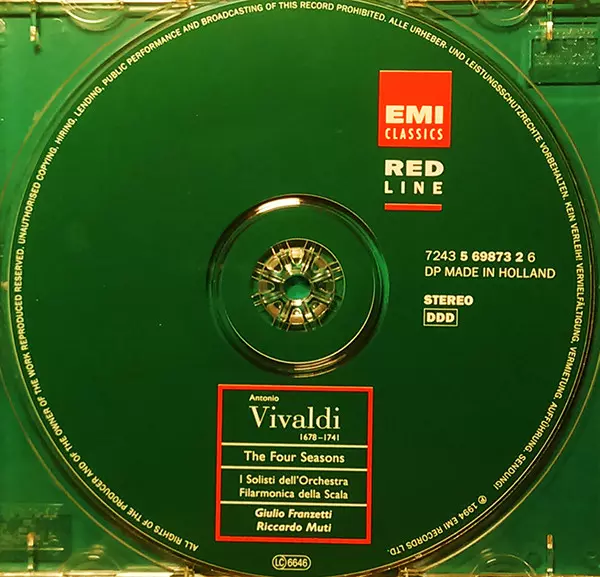 ALL RIGHTS OF THE PRODUCER AND OF THE OWNER OF THE WORK REPRODUCED RESERVED. UNAUTHORISED COPYING, HIRING, LENDING, PUBLIC PERFORMANCE AND BROADCASTING OF THIS RECORD PROHIBITED. ALLE URHEBER- UND LEISTUNGSSCHUTZRECHTE VORBEHALTEN. KEIN VERLEIH! VERVIELFÄLTIGUNG, VERMIETUNG, AUFFÜHRUNG, SENDUNG! ℗ 1994 EMI RECORDS LTD.
EMI
CLASSICS
RED
LINE
7243 5 69873 2 6
DP MADE IN HOLLAND
STEREO
DDD
Antonio
Vivaldi
1678–1741
The Four Seasons
I Solisti dell'Orchestra
Filarmonica della Scala
Giulio Franzetti
Riccardo Muti
LC 6646